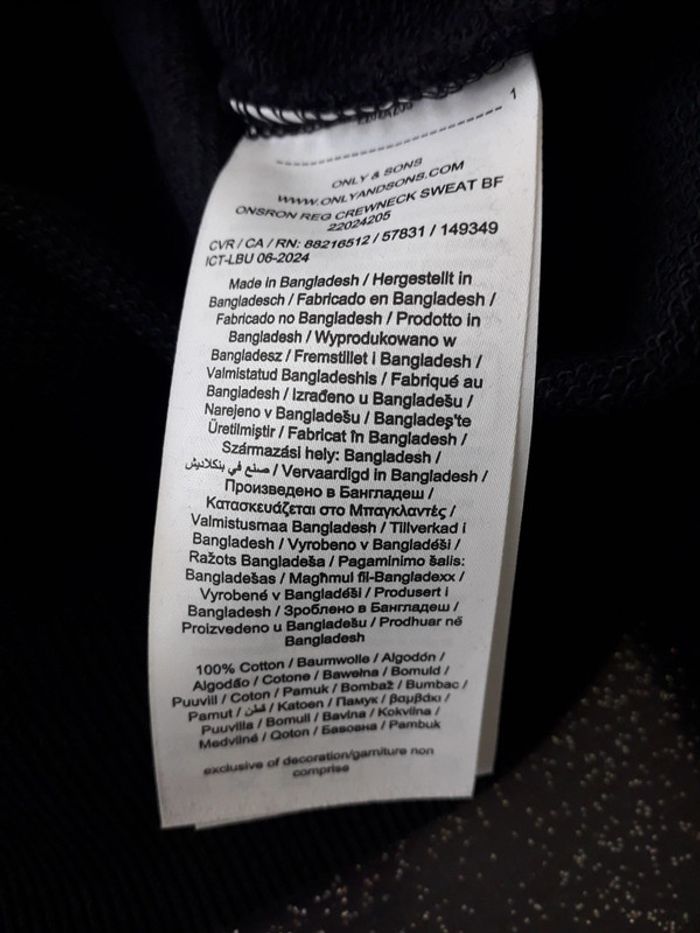 1
ONLY & SONS
WWW.ONLYANDSONS.COM
ONSRON REG CREWNECK SWEAT BF
22024205
CVR / CA / RN: 88216512 / 57831 / 149349
ICT-LBU 06-2024
Made in Bangladesh / Hergestellt in
Bangladesch / Fabricado en Bangladesh /
Fabricado no Bangladesh / Prodotto in
Bangladesh / Wyprodukowano w
Bangladesz / Fremstillet i Bangladesh /
Valmistatud Bangladeshis / Fabriqué au
Bangladesh / Izrađeno u Bangladešu /
Narejeno v Bangladešu / Bangladeş'te
Üretilmiştir / Fabricat în Bangladesh /
Származási hely: Bangladesh /
صنع في بنكلاديش / Vervaardigd in Bangladesh /
Произведено в Бангладеш /
Κατασκευάζεται στο Μπαγκλαντές /
Valmistusmaa Bangladesh / Tillverkad i
Bangladesh / Vyrobeno v Bangladéši /
Ražots Bangladeša / Pagaminimo šalis:
Bangladešas / Magħmul fil-Bangladexx /
Vyrobené v Bangladéši / Produsert i
Bangladesh / Зроблено в Бангладеш /
Proizvedeno u Bangladešu / Prodhuar në
Bangladesh
100% Cotton / Baumwolle / Algodón /
Algodão / Cotone / Bawełna / Bomuld /
Puuvill / Coton / Pamuk / Bombaž / Bumbac /
Pamut / قطن / Katoen / Памук / βαμβάκι /
Puuvilla / Bomull / Bavlna / Kokvilna /
Medvilnė / Qoton / Бавовна / Pambuk
exclusive of decoration/garniture non
comprise